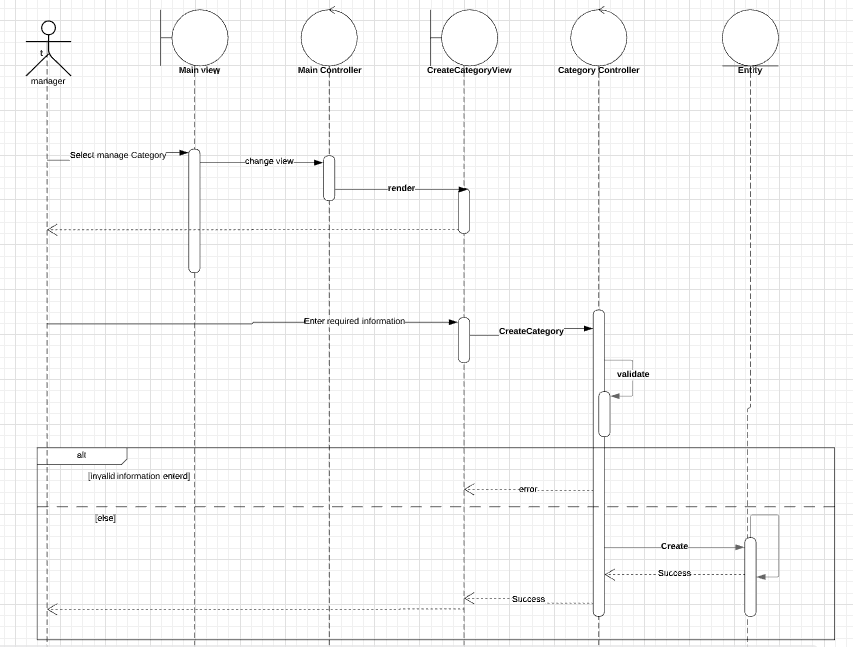 t
manager
Main view
Main Controller
CreateCategoryView
Category Controller
Entity
Select manage Category
change view
render
Enter required information
CreateCategory
validate
alt
[invalid information enterd]
error
[else]
Create
Success
Success